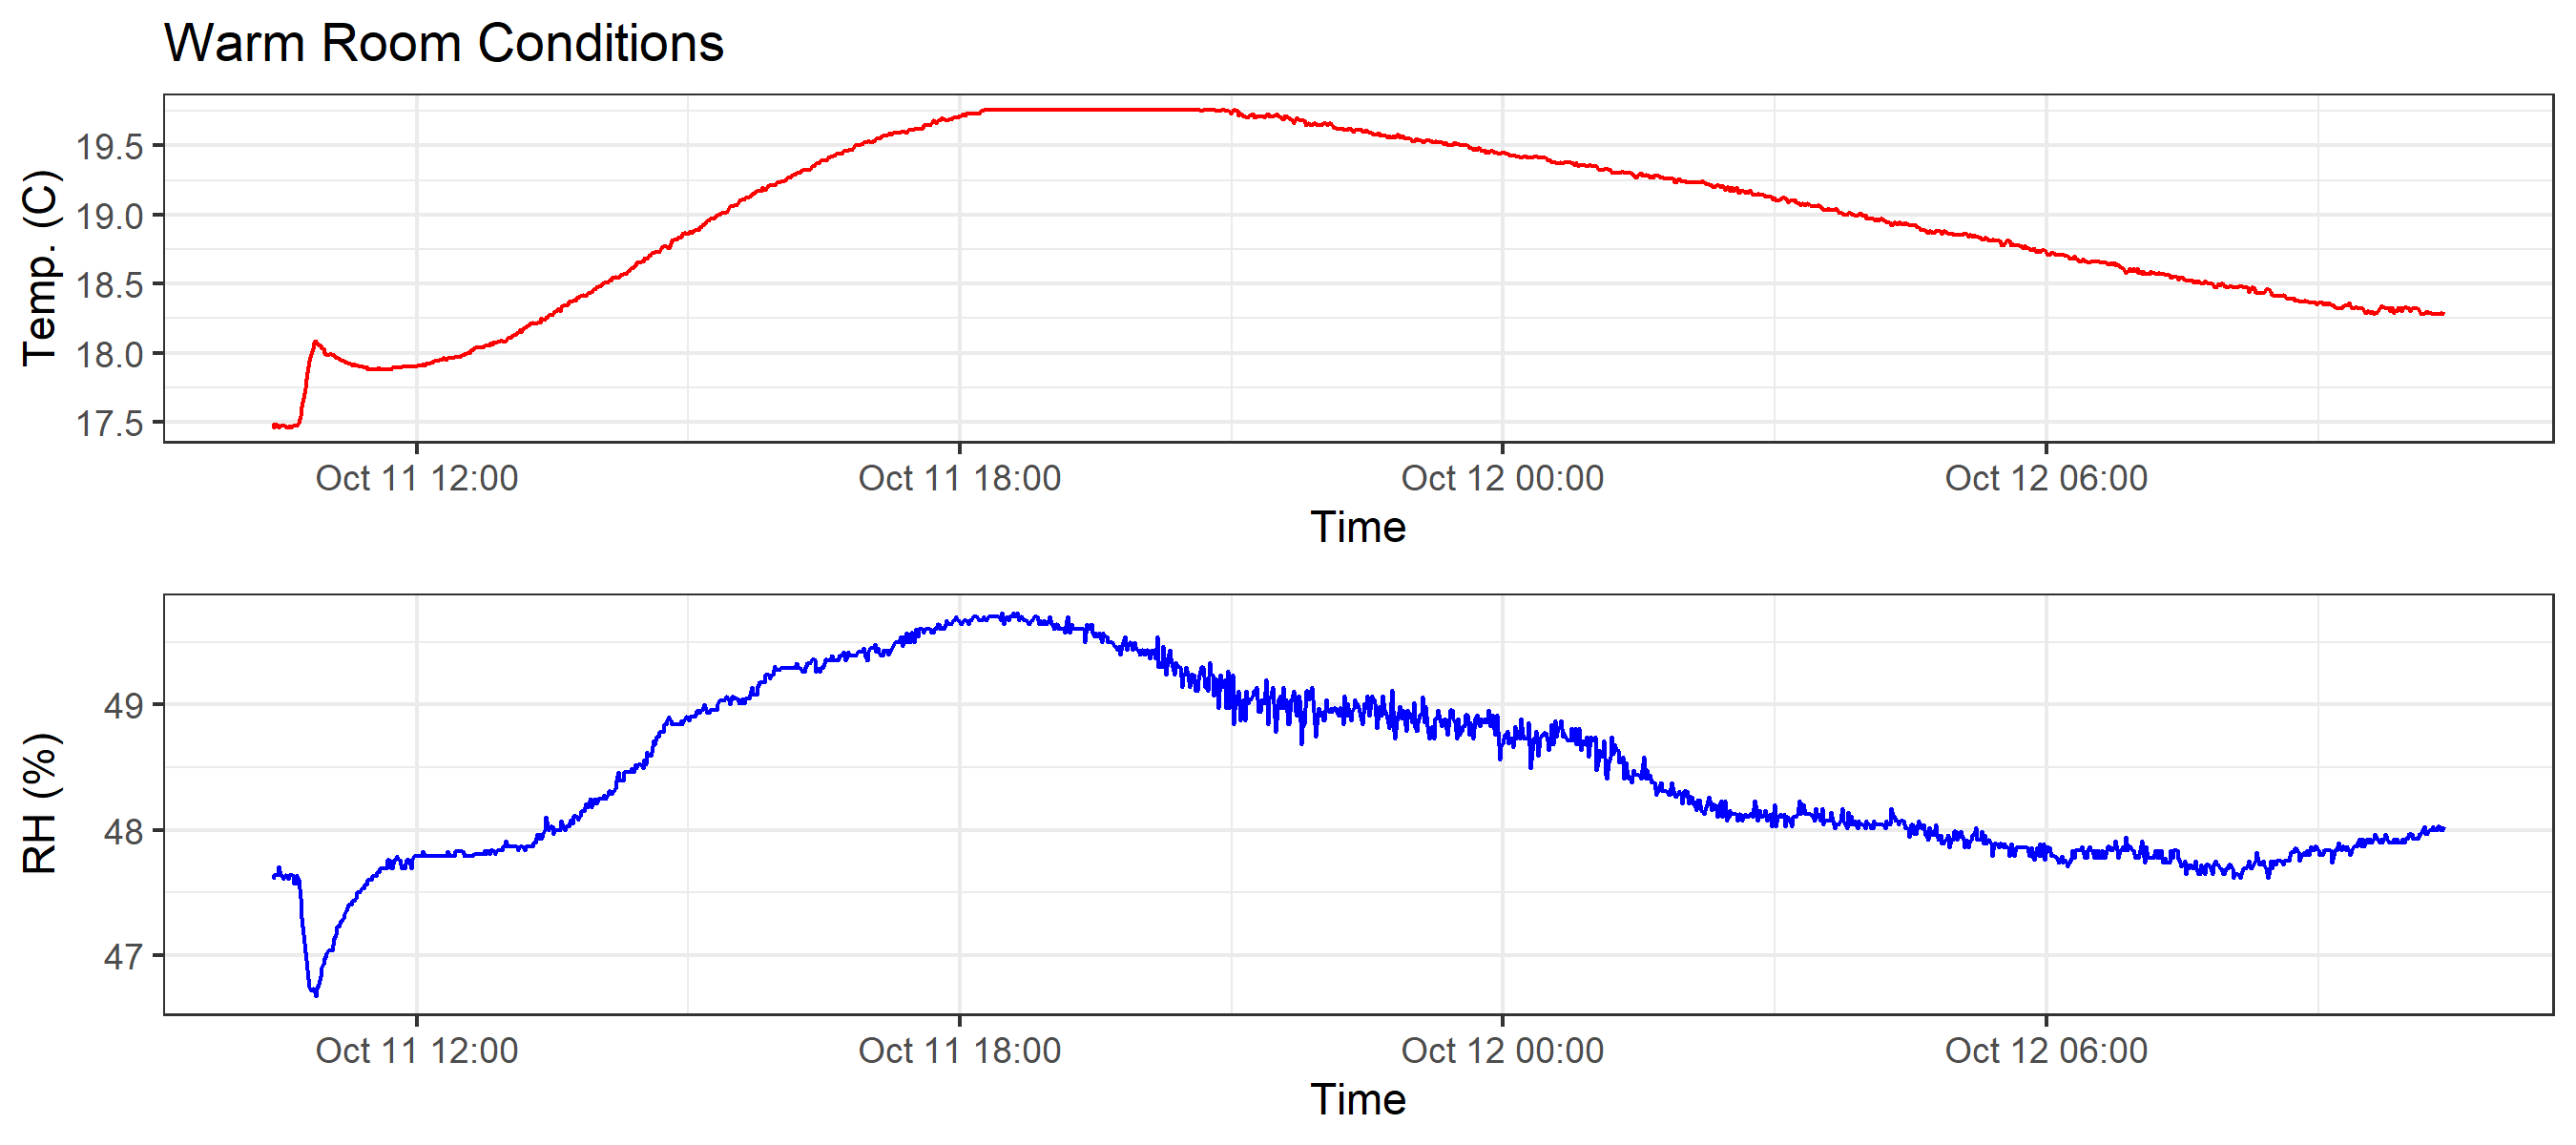 Warm Room Conditions
Temp. (C)
19.5
19.0
18.5
18.0
17.5
Oct 11 12:00 Oct 11 18:00 Oct 12 00:00 Oct 12 06:00
Time
RH (%)
49
48
47
Oct 11 12:00 Oct 11 18:00 Oct 12 00:00 Oct 12 06:00
Time